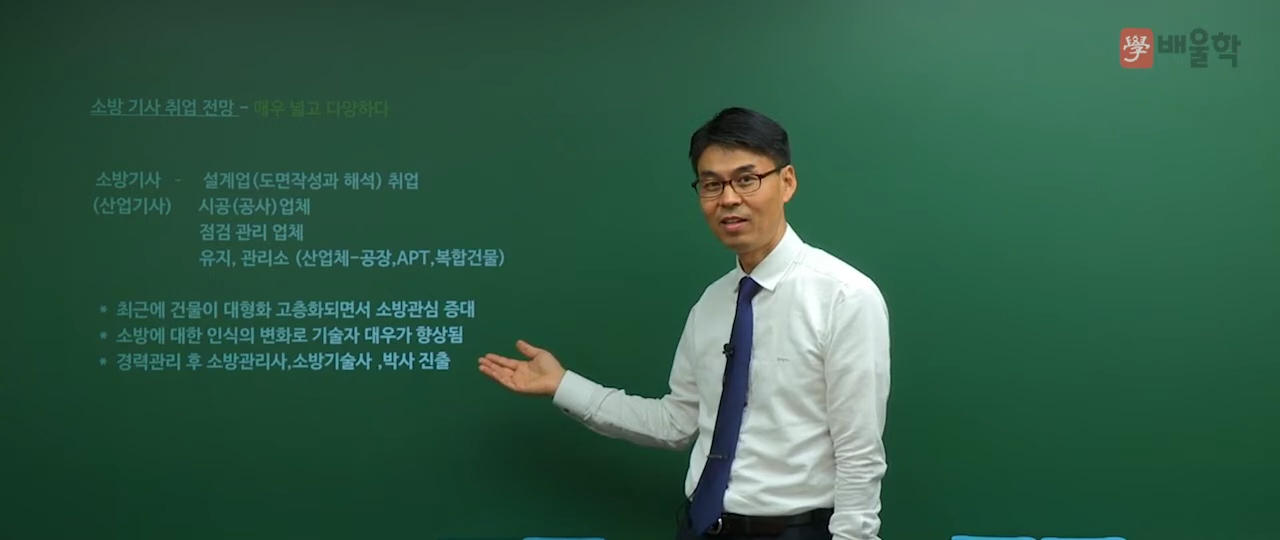 學 배울학
소방 기사 취업 전망 - 매우 넓고 다양하다
소방기사 - 설계업(도면작성과 해석) 취업
(산업기사) 시공(공사)업체
점검 관리 업체
유지, 관리소 (산업체-공장,APT,복합건물)
* 최근에 건물이 대형화 고층화되면서 소방관심 증대
* 소방에 대한 인식의 변화로 기술자 대우가 향상됨
* 경력관리 후 소방관리사,소방기술사 ,박사 진출